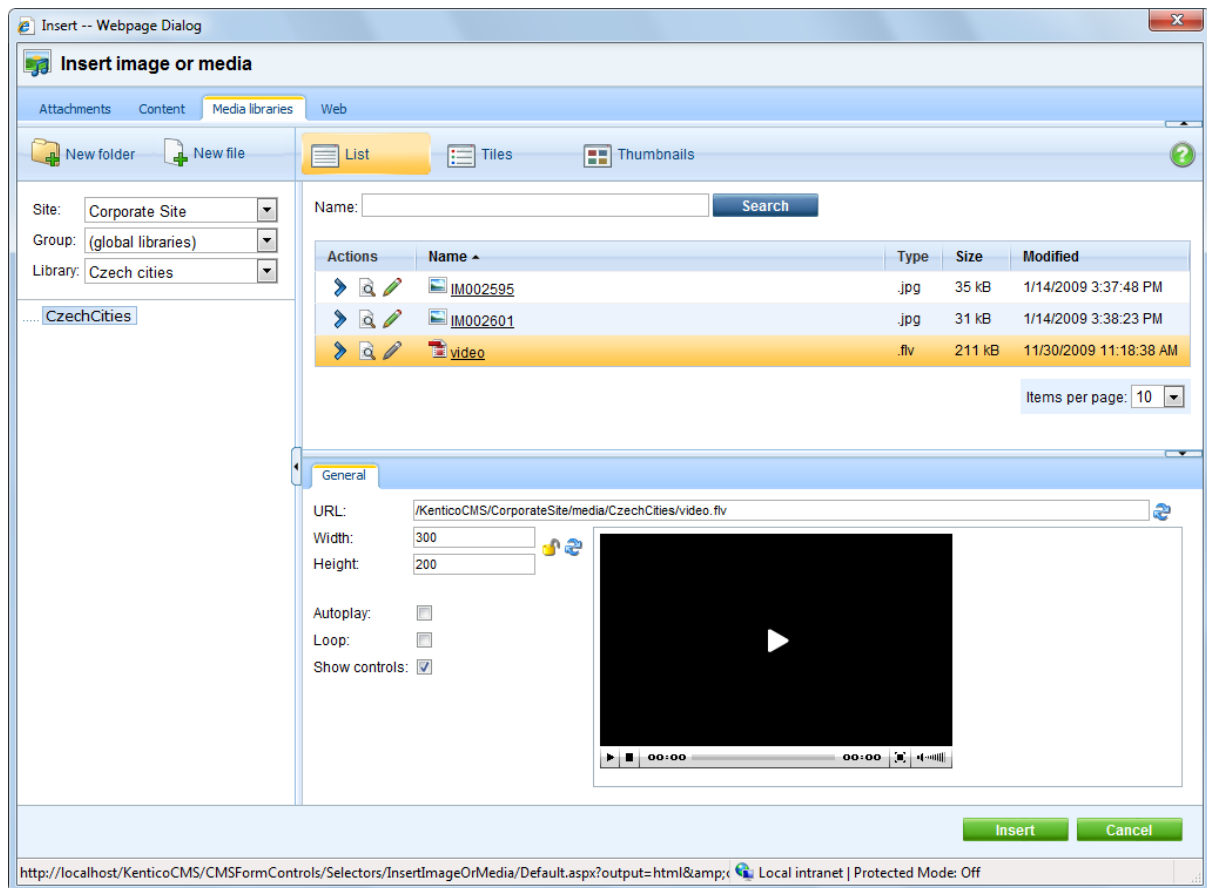 Insert -- Webpage Dialog
Insert image or media
Attachments Content Media libraries Web
New folder New file List Tiles Thumbnails
Site: Corporate Site
Group: (global libraries)
Library: Czech cities
CzechCities
Name: Search
Actions Name Type Size Modified
IM002595 .jpg 35 kB 1/14/2009 3:37:48 PM
IM002601 .jpg 31 kB 1/14/2009 3:38:23 PM
video .flv 211 kB 11/30/2009 11:18:38 AM
Items per page: 10
General
URL: /KenticoCMS/CorporateSite/media/CzechCities/video.flv
Width: 300
Height: 200
Autoplay:
Loop:
Show controls:
00:00 00:00
Insert Cancel
http://localhost/KenticoCMS/CMSFormControls/Selectors/InsertImageOrMedia/Default.aspx?output=html&amp;( Local intranet | Protected Mode: Off